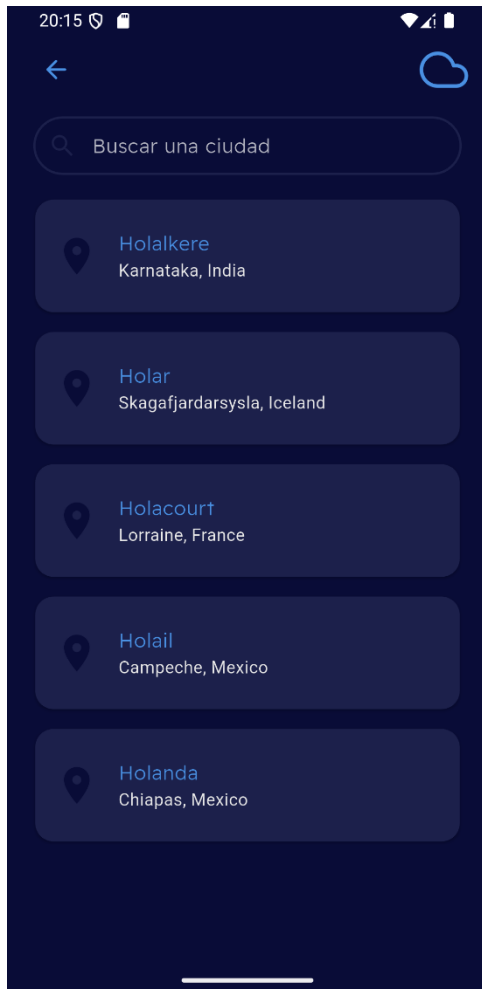 20:15
Buscar una ciudad
Holalkere
Karnataka, India
Holar
Skagafjardarsysla, Iceland
Holacourt
Lorraine, France
Holail
Campeche, Mexico
Holanda
Chiapas, Mexico